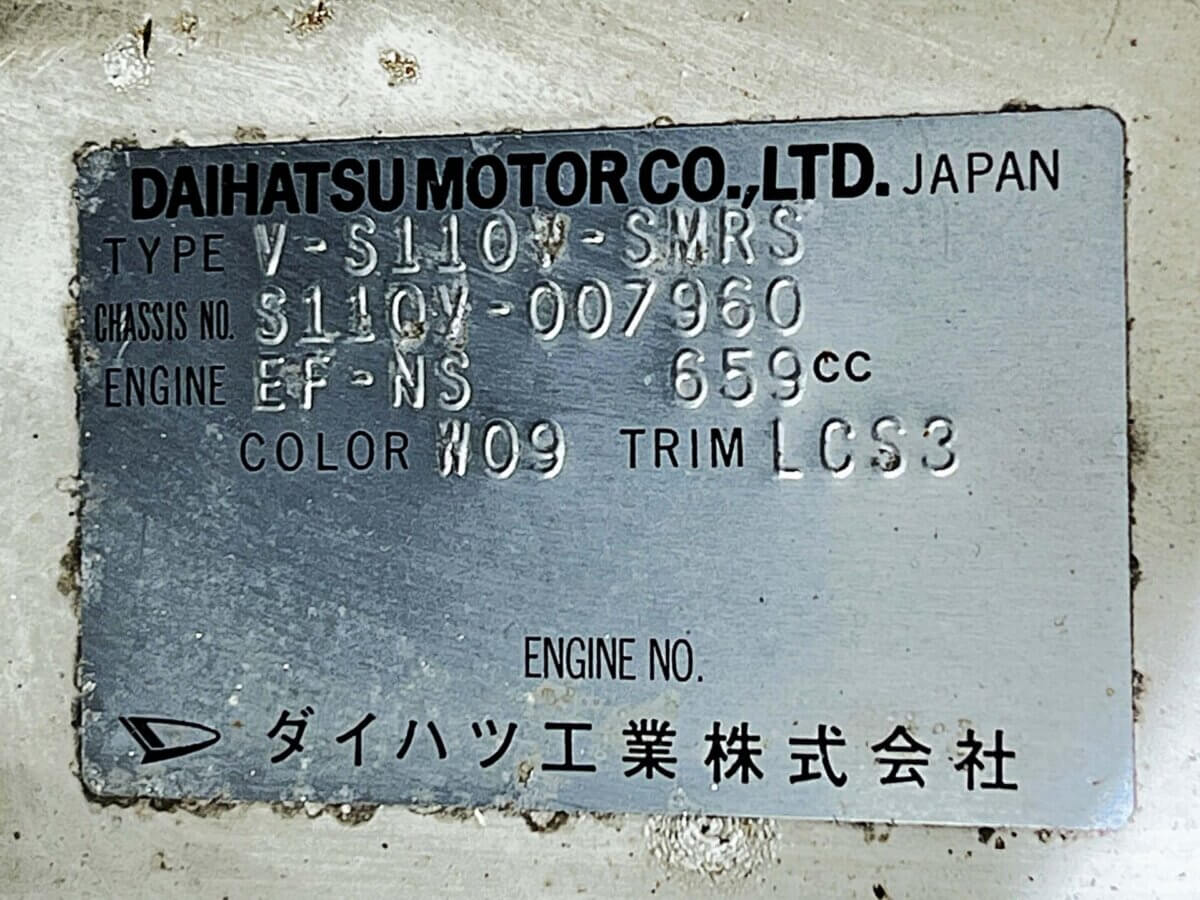 DAIHATSU MOTOR CO.,LTD. JAPAN
TYPE V-S110V-SMRS
CHASSIS NO. S110V-007960
ENGINE EF-NS 659cc
COLOR W09 TRIM LCS3
ENGINE NO.
ダイハツ工業株式会社